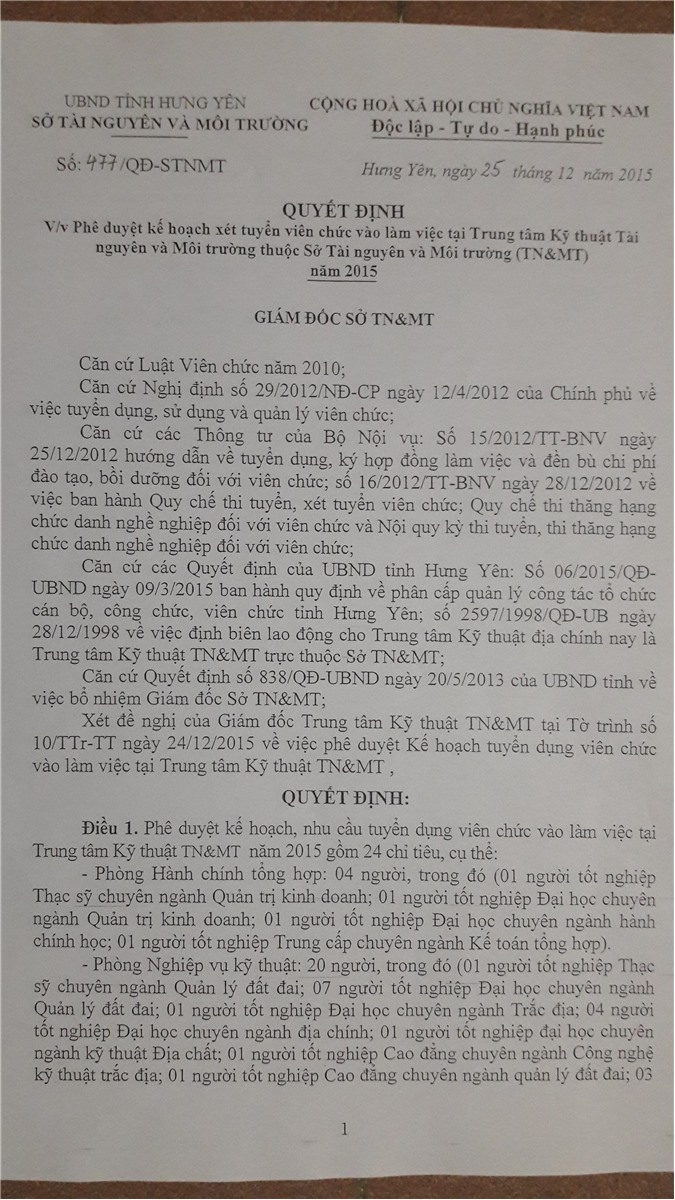 UBND TỈNH HƯNG YÊN
SỞ TÀI NGUYÊN VÀ MÔI TRƯỜNG
CỘNG HOÀ XÃ HỘI CHỦ NGHĨA VIỆT NAM
Độc lập - Tự do - Hạnh phúc
Số: 477/QĐ-STNMT
Hưng Yên, ngày 25 tháng 12 năm 2015
QUYẾT ĐỊNH
V/v Phê duyệt kế hoạch xét tuyển viên chức vào làm việc tại Trung tâm Kỹ thuật Tài
nguyên và Môi trường thuộc Sở Tài nguyên và Môi trường (TN&MT)
năm 2015
GIÁM ĐỐC SỞ TN&MT
Căn cứ Luật Viên chức năm 2010;
Căn cứ Nghị định số 29/2012/NĐ-CP ngày 12/4/2012 của Chính phủ về
việc tuyển dụng, sử dụng và quản lý viên chức;
Căn cứ các Thông tư của Bộ Nội vụ: Số 15/2012/TT-BNV ngày
25/12/2012 hướng dẫn về tuyển dụng, ký hợp đồng làm việc và đền bù chi phí
đào tạo, bồi dưỡng đối với viên chức; số 16/2012/TT-BNV ngày 28/12/2012 về
việc ban hành Quy chế thi tuyển, xét tuyển viên chức; Quy chế thi thăng hạng
chức danh nghề nghiệp đối với viên chức và Nội quy kỳ thi tuyển, thi thăng hạng
chức danh nghề nghiệp đối với viên chức;
Căn cứ các Quyết định của UBND tỉnh Hưng Yên: Số 06/2015/QĐ-
UBND ngày 09/3/2015 ban hành quy định về phân cấp quản lý công tác tổ chức
cán bộ, công chức, viên chức tỉnh Hưng Yên; số 2597/1998/QĐ-UB ngày
28/12/1998 về việc định biên lao động cho Trung tâm Kỹ thuật địa chính nay là
Trung tâm Kỹ thuật TN&MT trực thuộc Sở TN&MT;
Căn cứ Quyết định số 838/QĐ-UBND ngày 20/5/2013 của UBND tỉnh về
việc bổ nhiệm Giám đốc Sở TN&MT;
Xét đề nghị của Giám đốc Trung tâm Kỹ thuật TN&MT tại Tờ trình số
10/TTr-TT ngày 24/12/2015 về việc phê duyệt Kế hoạch tuyển dụng viên chức
vào làm việc tại Trung tâm Kỹ thuật TN&MT ,
QUYẾT ĐỊNH:
Điều 1. Phê duyệt kế hoạch, nhu cầu tuyển dụng viên chức vào làm việc tại
Trung tâm Kỹ thuật TN&MT năm 2015 gồm 24 chỉ tiêu, cụ thể:
- Phòng Hành chính tổng hợp: 04 người, trong đó (01 người tốt nghiệp
Thạc sỹ chuyên ngành Quản trị kinh doanh; 01 người tốt nghiệp Đại học chuyên
ngành Quản trị kinh doanh; 01 người tốt nghiệp Đại học chuyên ngành hành
chính học; 01 người tốt nghiệp Trung cấp chuyên ngành Kế toán tổng hợp).
- Phòng Nghiệp vụ kỹ thuật: 20 người, trong đó (01 người tốt nghiệp Thạc
sỹ chuyên ngành Quản lý đất đai; 07 người tốt nghiệp Đại học chuyên ngành
Quản lý đất đai; 01 người tốt nghiệp Đại học chuyên ngành Trắc địa; 04 người
tốt nghiệp Đại học chuyên ngành địa chính; 01 người tốt nghiệp đại học chuyên
ngành kỹ thuật Địa chất; 01 người tốt nghiệp Cao đẳng chuyên ngành Công nghệ
kỹ thuật trắc địa; 01 người tốt nghiệp Cao đẳng chuyên ngành quản lý đất đai; 03
1